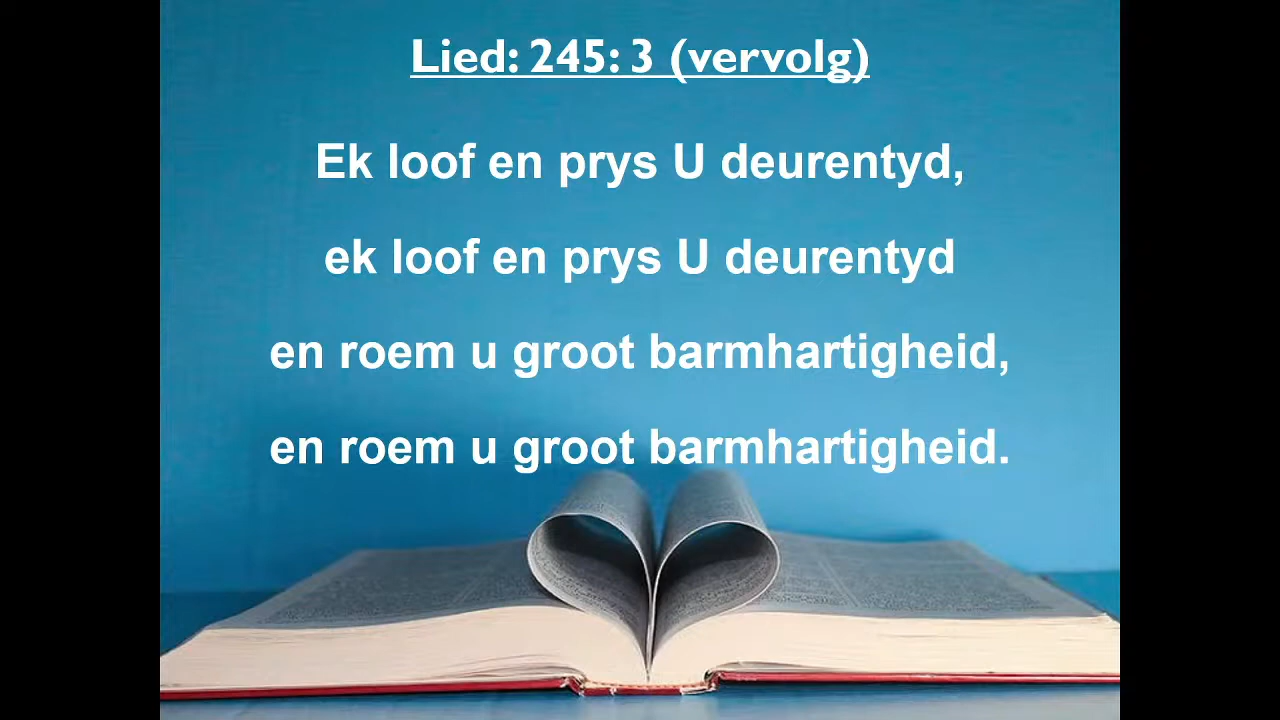 Lied: 245: 3 (vervolg)
Ek loof en prys U deurentyd,
ek loof en prys U deurentyd
en roem u groot barmhartigheid,
en roem u groot barmhartigheid.